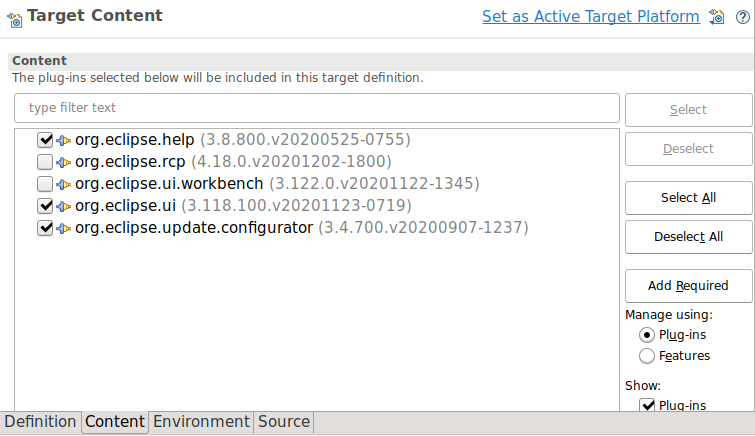 Target Content
Set as Active Target Platform
Content
The plug-ins selected below will be included in this target definition.
type filter text
Select
Deselect
Select All
Deselect All
Add Required
org.eclipse.help (3.8.800.v20200525-0755)
org.eclipse.rcp (4.18.0.v20201202-1800)
org.eclipse.ui.workbench (3.122.0.v20201122-1345)
org.eclipse.ui (3.118.100.v20201123-0719)
org.eclipse.update.configurator (3.4.700.v20200907-1237)
Manage using:
Plug-ins
Features
Show:
Plug-ins
Definition Content Environment Source